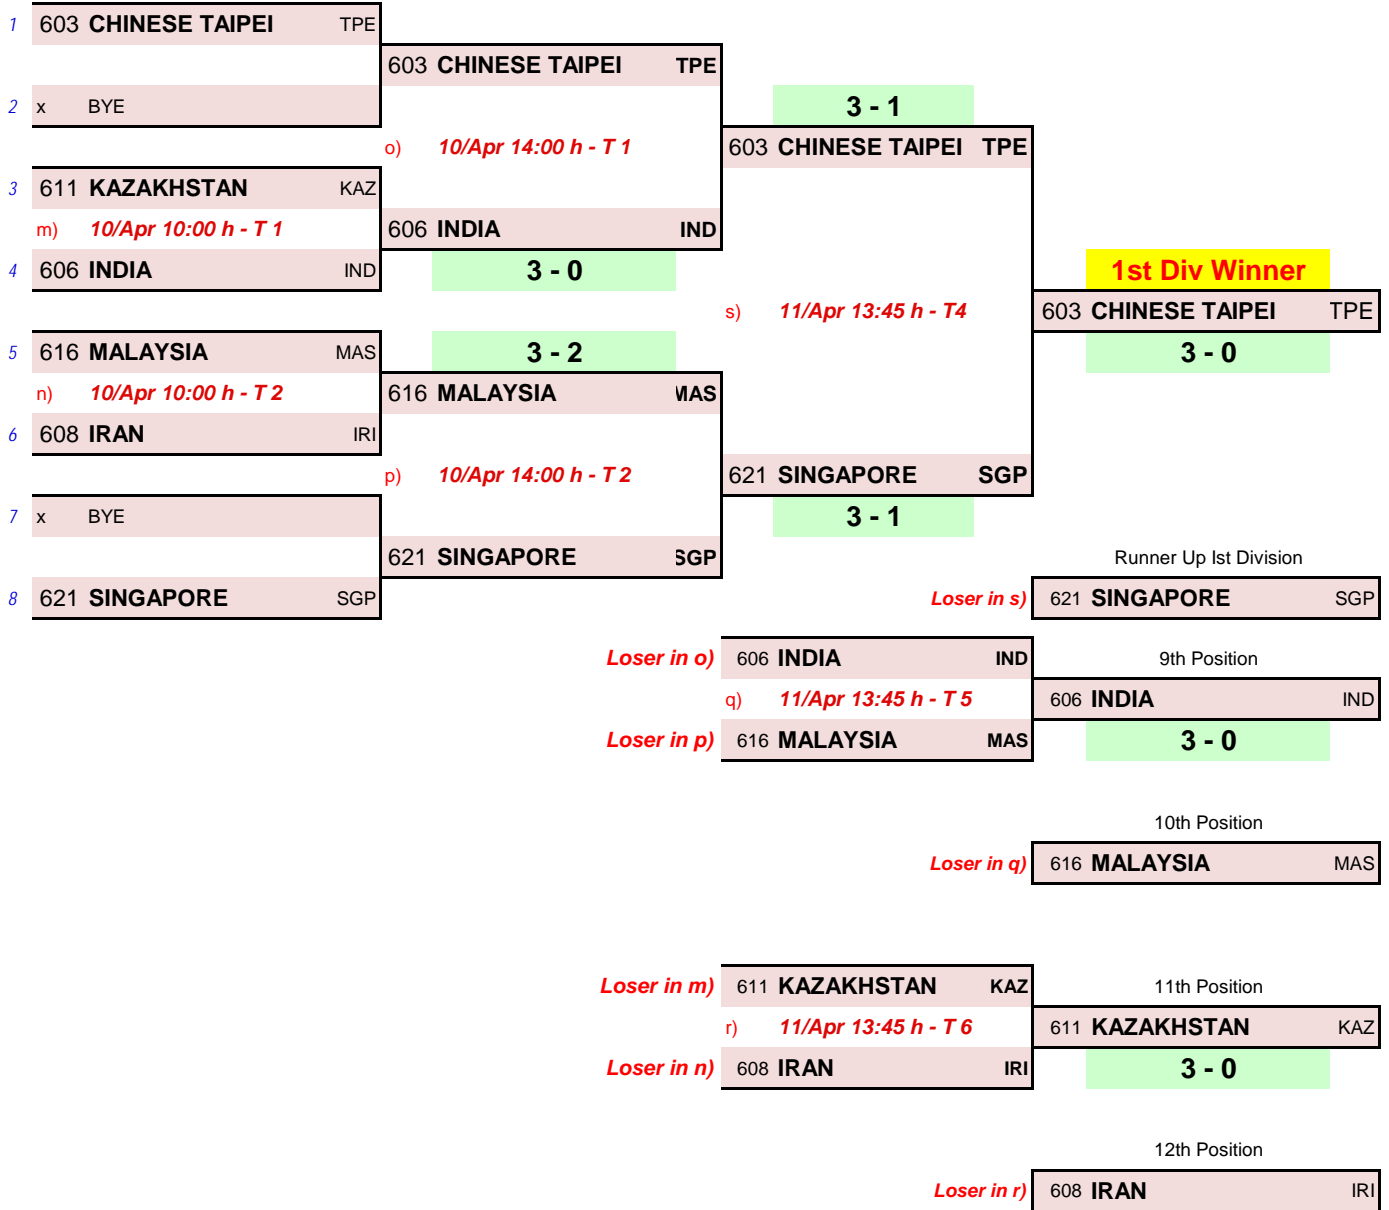 1 603 CHINESE TAIPEI TPE
603 CHINESE TAIPEI TPE
2 x BYE 3 - 1
o) 10/Apr 14:00 h - T 1 603 CHINESE TAIPEI TPE
3 611 KAZAKHSTAN KAZ
m) 10/Apr 10:00 h - T 1 606 INDIA IND
4 606 INDIA IND 3 - 0 1st Div Winner
s) 11/Apr 13:45 h - T4 603 CHINESE TAIPEI TPE
5 616 MALAYSIA MAS 3 - 2 3 - 0
n) 10/Apr 10:00 h - T 2 616 MALAYSIA MAS
6 608 IRAN IRI
p) 10/Apr 14:00 h - T 2 621 SINGAPORE SGP
7 x BYE 3 - 1
621 SINGAPORE SGP Runner Up Ist Division
8 621 SINGAPORE SGP Loser in s) 621 SINGAPORE SGP
Loser in o) 606 INDIA IND 9th Position
q) 11/Apr 13:45 h - T 5 606 INDIA IND
Loser in p) 616 MALAYSIA MAS 3 - 0
10th Position
Loser in q) 616 MALAYSIA MAS
Loser in m) 611 KAZAKHSTAN KAZ 11th Position
r) 11/Apr 13:45 h - T 6 611 KAZAKHSTAN KAZ
Loser in n) 608 IRAN IRI 3 - 0
12th Position
Loser in r) 608 IRAN IRI